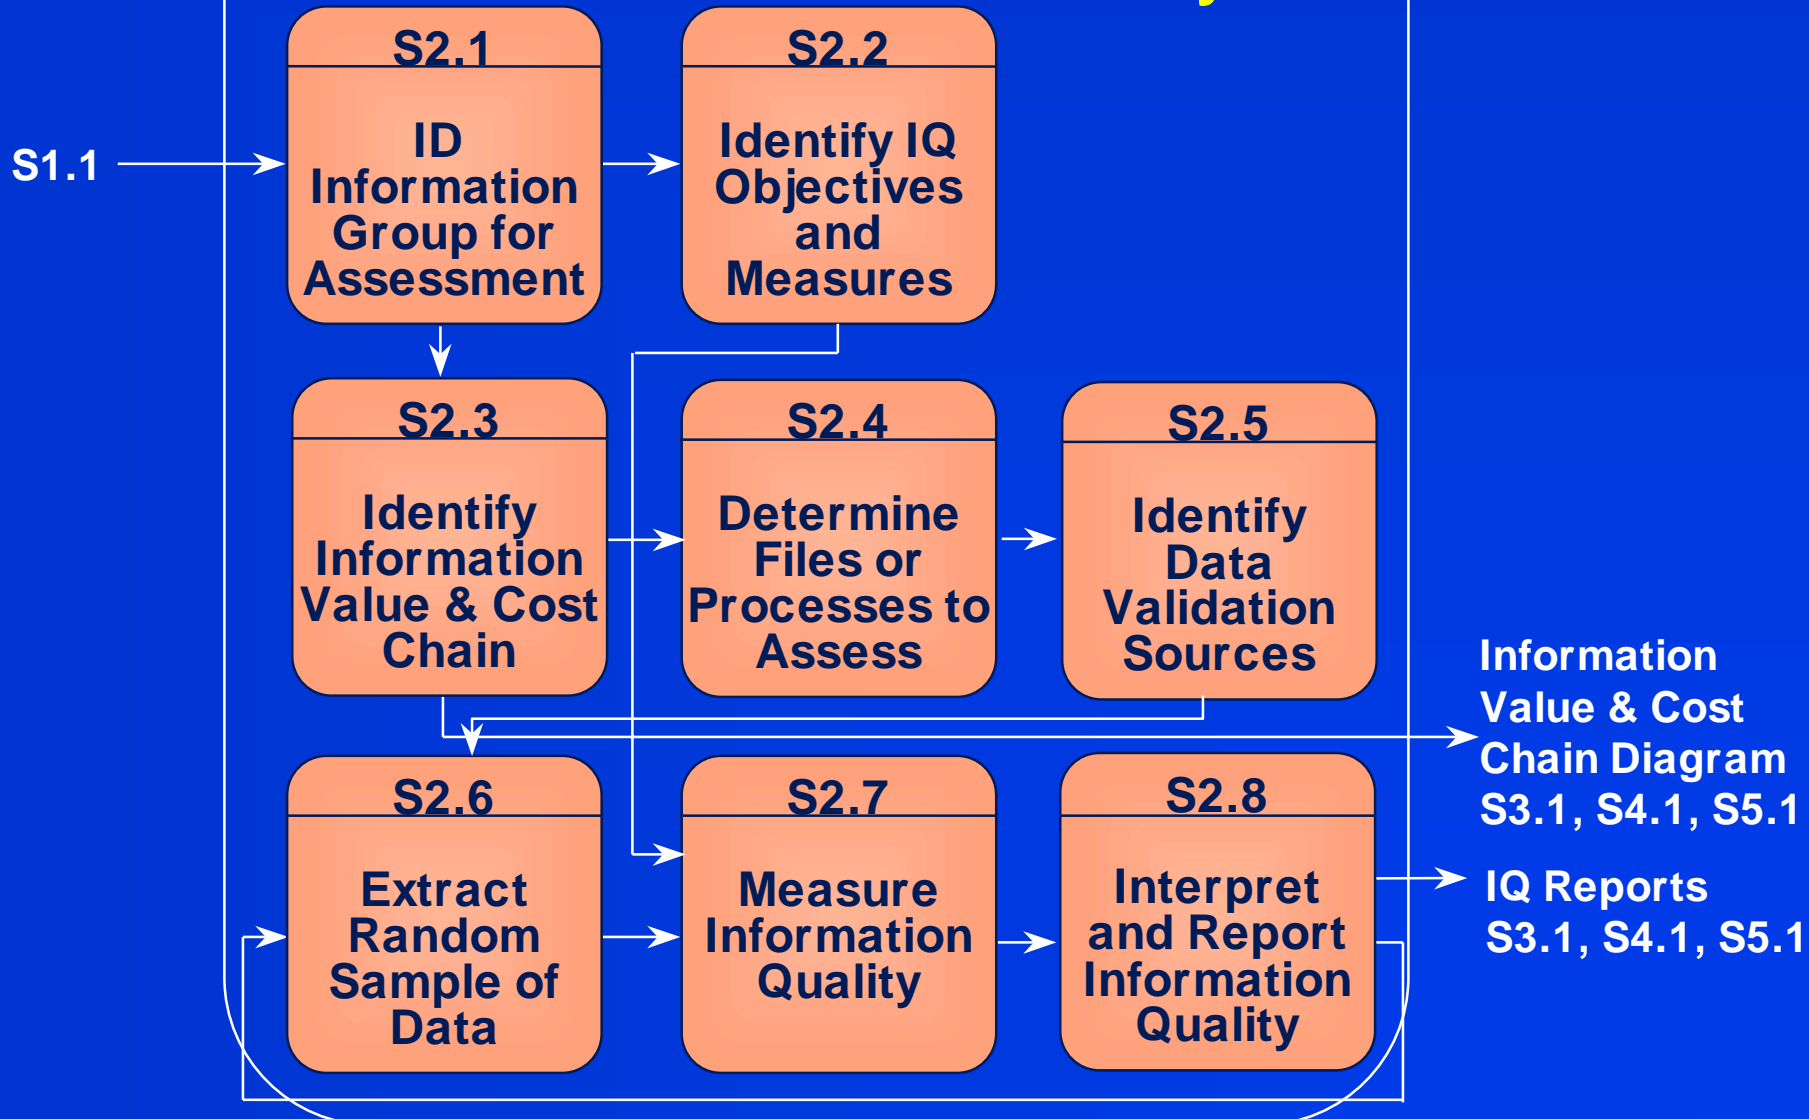 S1.1
S2.1
ID
Information
Group for
Assessment
S2.2
Identify IQ
Objectives
and
Measures
S2.3
Identify
Information
Value & Cost
Chain
S2.4
Determine
Files or
Processes to
Assess
S2.5
Identify
Data
Validation
Sources
S2.6
Extract
Random
Sample of
Data
S2.7
Measure
Information
Quality
S2.8
Interpret
and Report
Information
Quality
Information
Value & Cost
Chain Diagram
S3.1, S4.1, S5.1
IQ Reports
S3.1, S4.1, S5.1